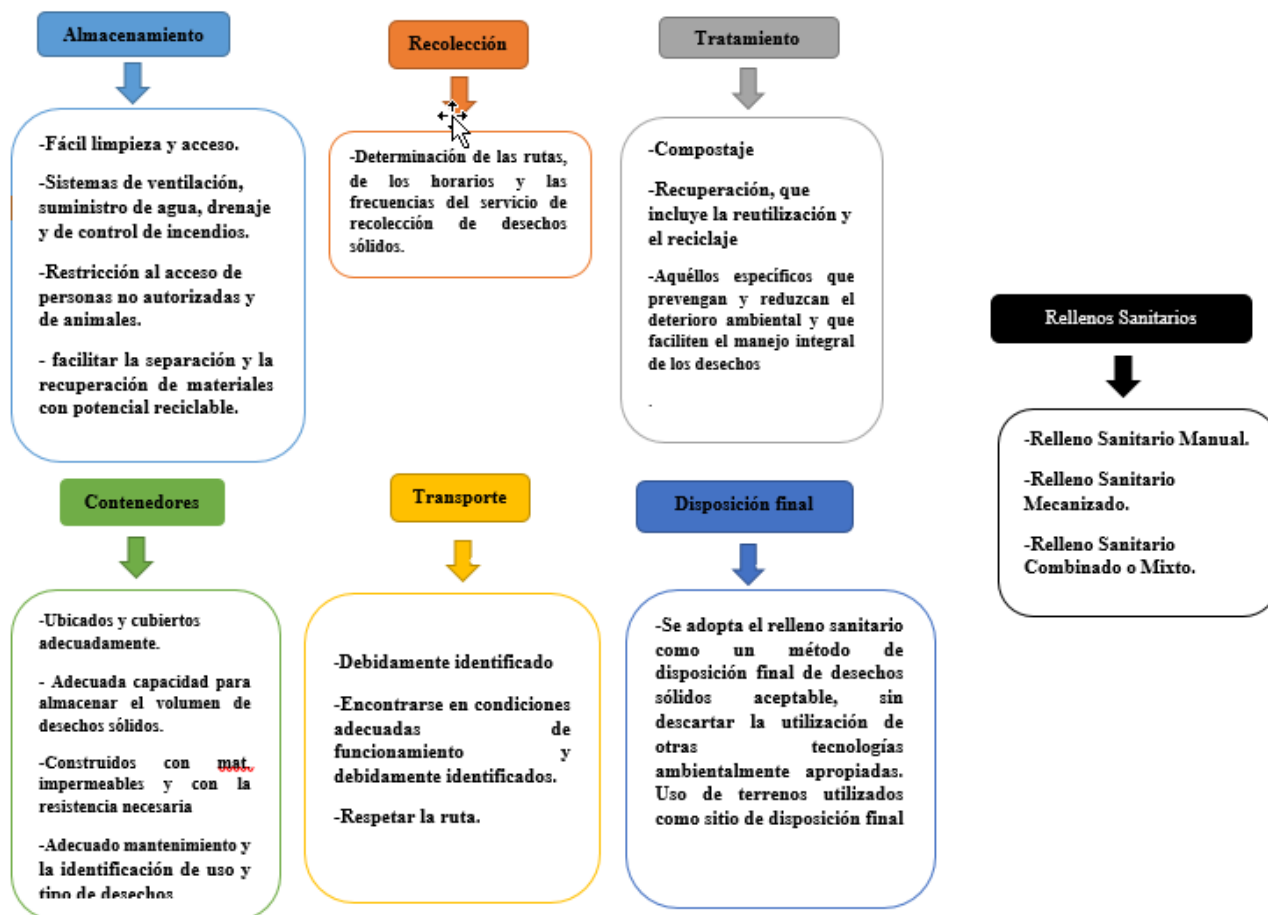 Almacenamiento
-Fácil limpieza y acceso.
-Sistemas de ventilación,
suministro de agua, drenaje
y de control de incendios.
-Restricción al acceso de
personas no autorizadas y
de animales.
- facilitar la separación y la
recuperación de materiales
con potencial reciclable.
Recolección
-Determinación de las rutas,
de los horarios y las
frecuencias del servicio de
recolección de desechos
sólidos.
Tratamiento
-Compostaje
-Recuperación, que
incluye la reutilización y
el reciclaje
-Aquéllos específicos que
prevengan y reduzcan el
deterioro ambiental y que
faciliten el manejo integral
de los desechos
.
Rellenos Sanitarios
-Relleno Sanitario Manual.
-Relleno Sanitario
Mecanizado.
-Relleno Sanitario
Combinado o Mixto.
Contenedores
-Ubicados y cubiertos
adecuadamente.
- Adecuada capacidad para
almacenar el volumen de
desechos sólidos.
-Construidos con mat.
impermeables y con la
resistencia necesaria
-Adecuado mantenimiento y
la identificación de uso y
tipo de desechos
Transporte
-Debidamente identificado
-Encontrarse en condiciones
adecuadas de
funcionamiento y
debidamente identificados.
-Respetar la ruta.
Disposición final
-Se adopta el relleno sanitario
como un método de
disposición final de desechos
sólidos aceptable, sin
descartar la utilización de
otras tecnologías
ambientalmente apropiadas.
Uso de terrenos utilizados
como sitio de disposición final